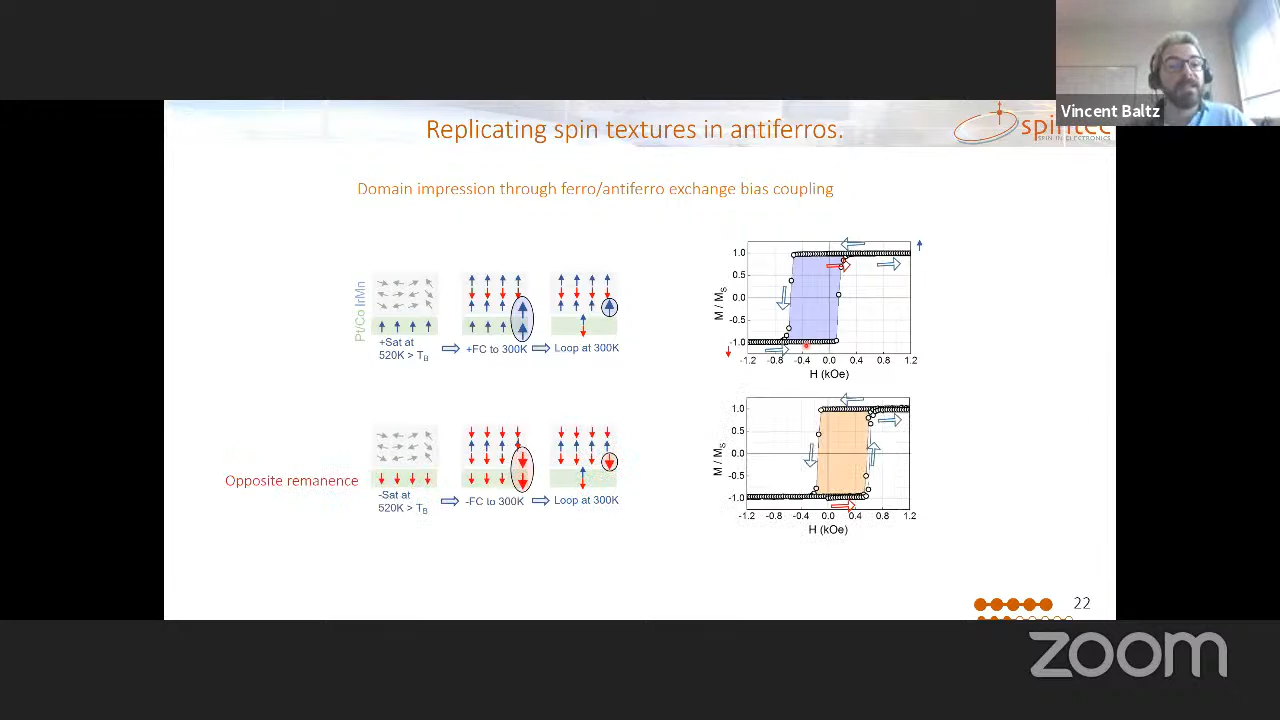 Vincent Baltz
Replicating spin textures in antiferros.
spintec
SPIN IN ELECTRONICS
Domain impression through ferro/antiferro exchange bias coupling
Pt/Co IrMn
+Sat at
520K > TB
+FC to 300K
Loop at 300K
M / MS
1.0
0.5
0.0
-0.5
-1.0
-1.2 -0.8 -0.4 0.0 0.4 0.8 1.2
H (kOe)
Opposite remanence
-Sat at
520K > TB
-FC to 300K
Loop at 300K
M / MS
1.0
0.5
0.0
-0.5
-1.0
-1.2 -0.8 -0.4 0.0 0.4 0.8 1.2
H (kOe)
22
zoom